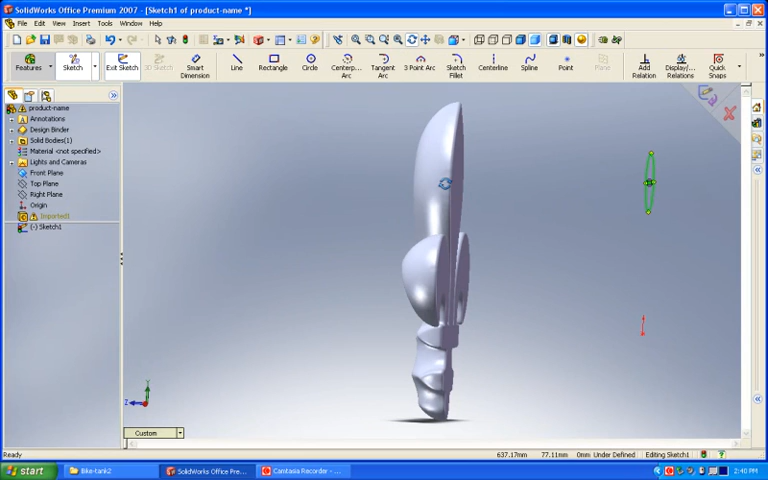 SolidWorks Office Premium 2007 - [Sketch1 of product-name *]
File Edit View Insert Tools Window Help
Features Sketch Exit Sketch 3D Sketch Smart Dimension Line Rectangle Circle Centerp... Arc Tangent Arc 3 Point Arc Sketch Fillet Centerline Spline Point Plane Add Relation Display/... Relations Quick Snaps
product-name
Annotations
Design Binder
Solid Bodies(1)
Material <not specified>
Lights and Cameras
Front Plane
Top Plane
Right Plane
Origin
Imported1
(-) Sketch1
Y
Z
Custom
Ready 637.17mm 77.11mm 0mm Under Defined Editing Sketch1
start Bike-tank2 SolidWorks Office Pre... Camtasia Recorder - ... 2:40 PM